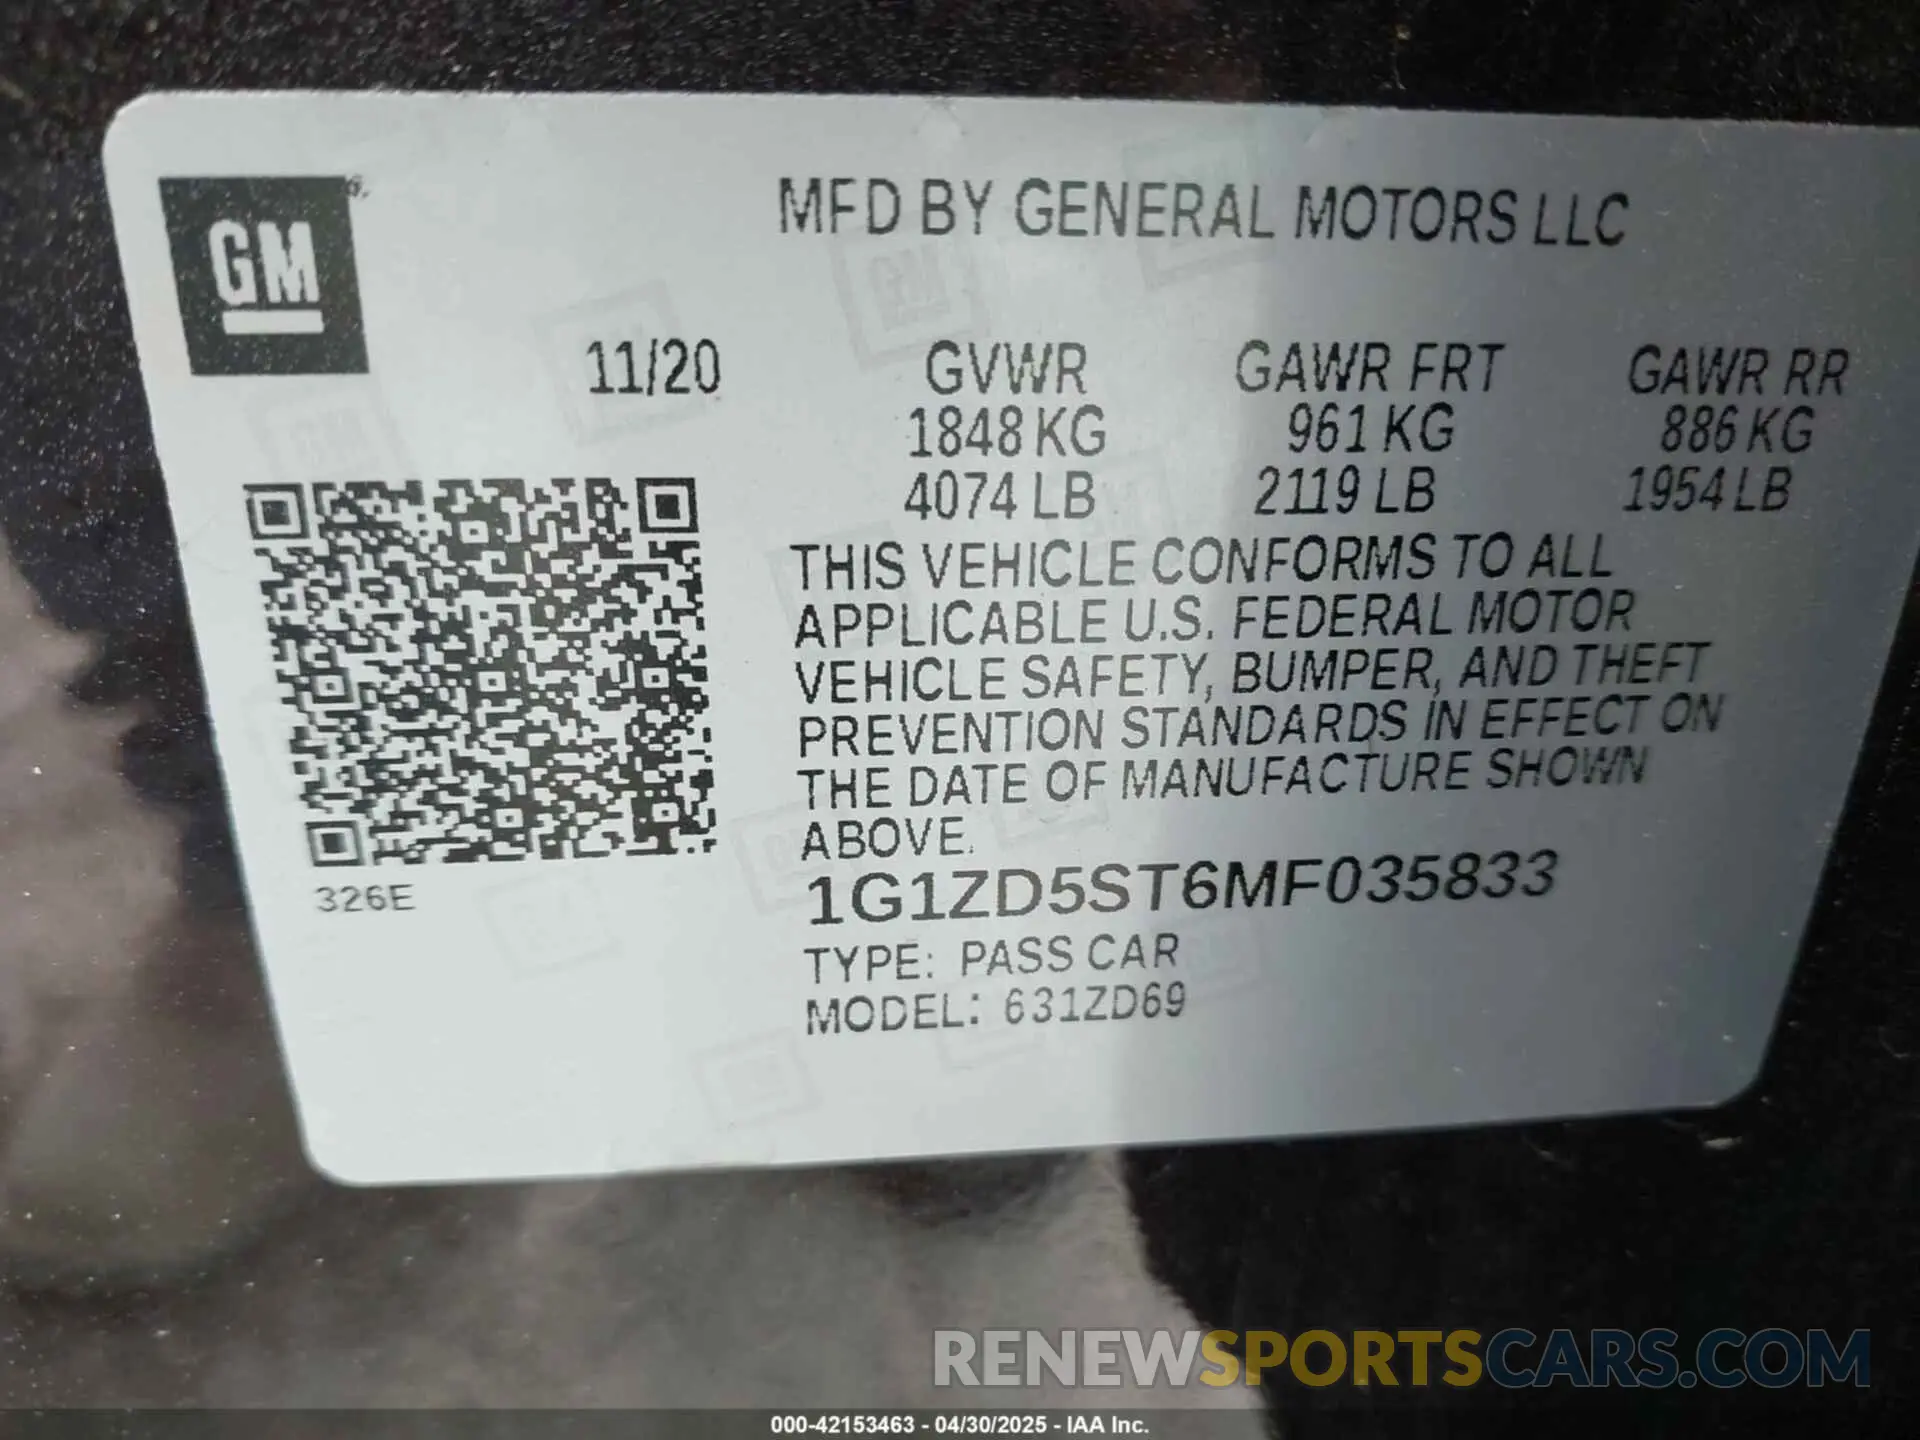 GM
MFD BY GENERAL MOTORS LLC
11/20 GVWR GAWR FRT GAWR RR
1848 KG 961 KG 886 KG
4074 LB 2119 LB 1954 LB
THIS VEHICLE CONFORMS TO ALL
APPLICABLE U.S. FEDERAL MOTOR
VEHICLE SAFETY, BUMPER, AND THEFT
PREVENTION STANDARDS IN EFFECT ON
THE DATE OF MANUFACTURE SHOWN
ABOVE.
326E
1G1ZD5ST6MF035833
TYPE: PASS CAR
MODEL: 631ZD69
RENEWSPORTSCARS.COM
000-42153463 - 04/30/2025 - IAA Inc.